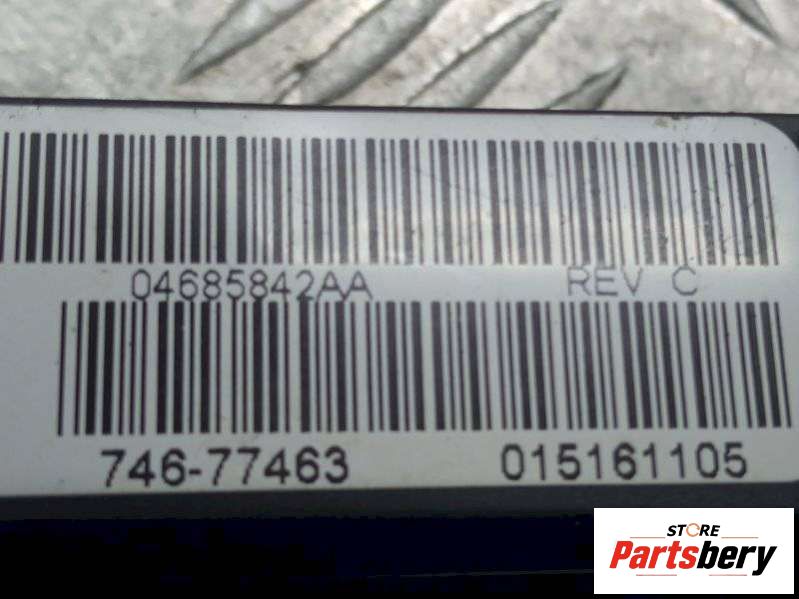 04685842AA REV C
746-77463 015161105
STORE
Partsbery